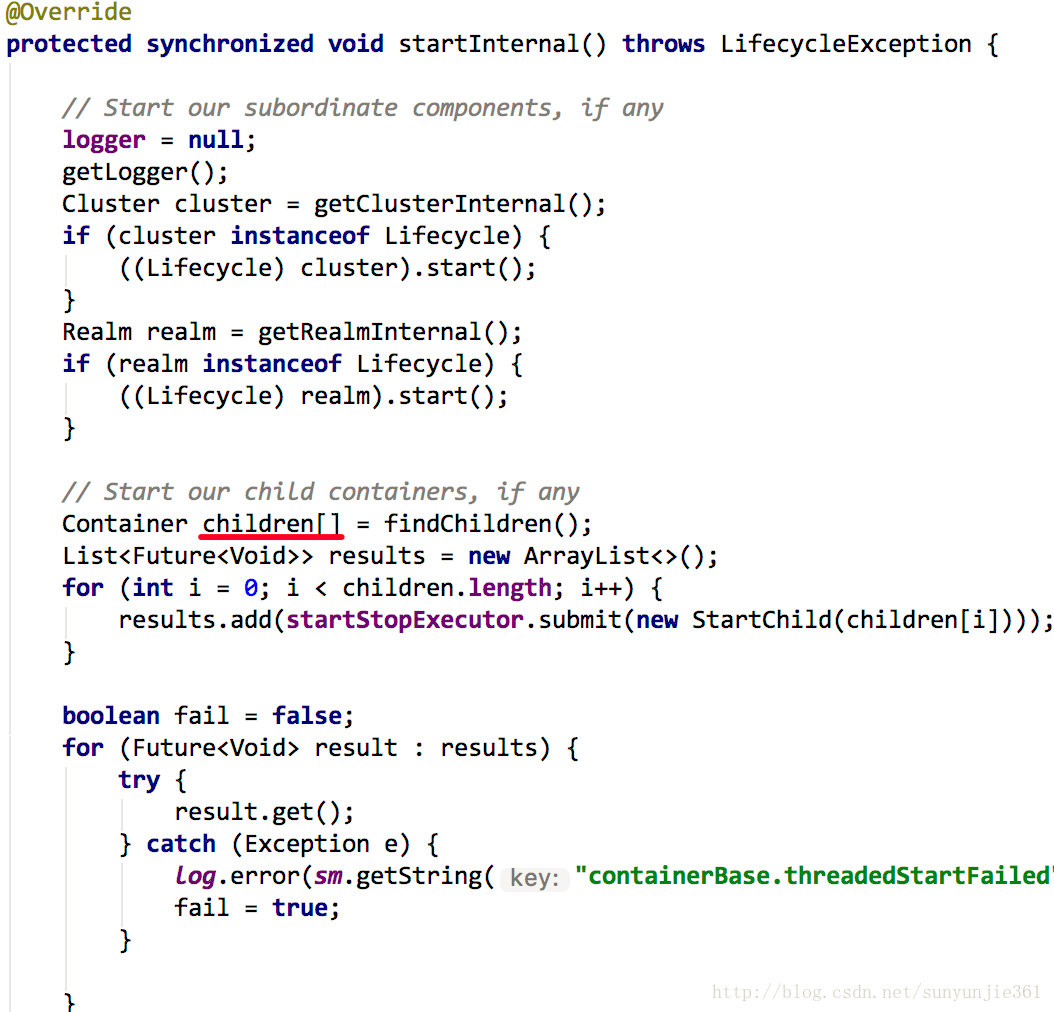 @Override
protected synchronized void startInternal() throws LifecycleException {
// Start our subordinate components, if any
logger = null;
getLogger();
Cluster cluster = getClusterInternal();
if (cluster instanceof Lifecycle) {
((Lifecycle) cluster).start();
}
Realm realm = getRealmInternal();
if (realm instanceof Lifecycle) {
((Lifecycle) realm).start();
}
// Start our child containers, if any
Container children[] = findChildren();
List<Future<Void>> results = new ArrayList<>();
for (int i = 0; i < children.length; i++) {
results.add(startStopExecutor.submit(new StartChild(children[i])));
}
boolean fail = false;
for (Future<Void> result : results) {
try {
result.get();
} catch (Exception e) {
log.error(sm.getString( key: "containerBase.threadedStartFailed"
fail = true;
}
http://blog.csdn.net/sunyunjie361
}